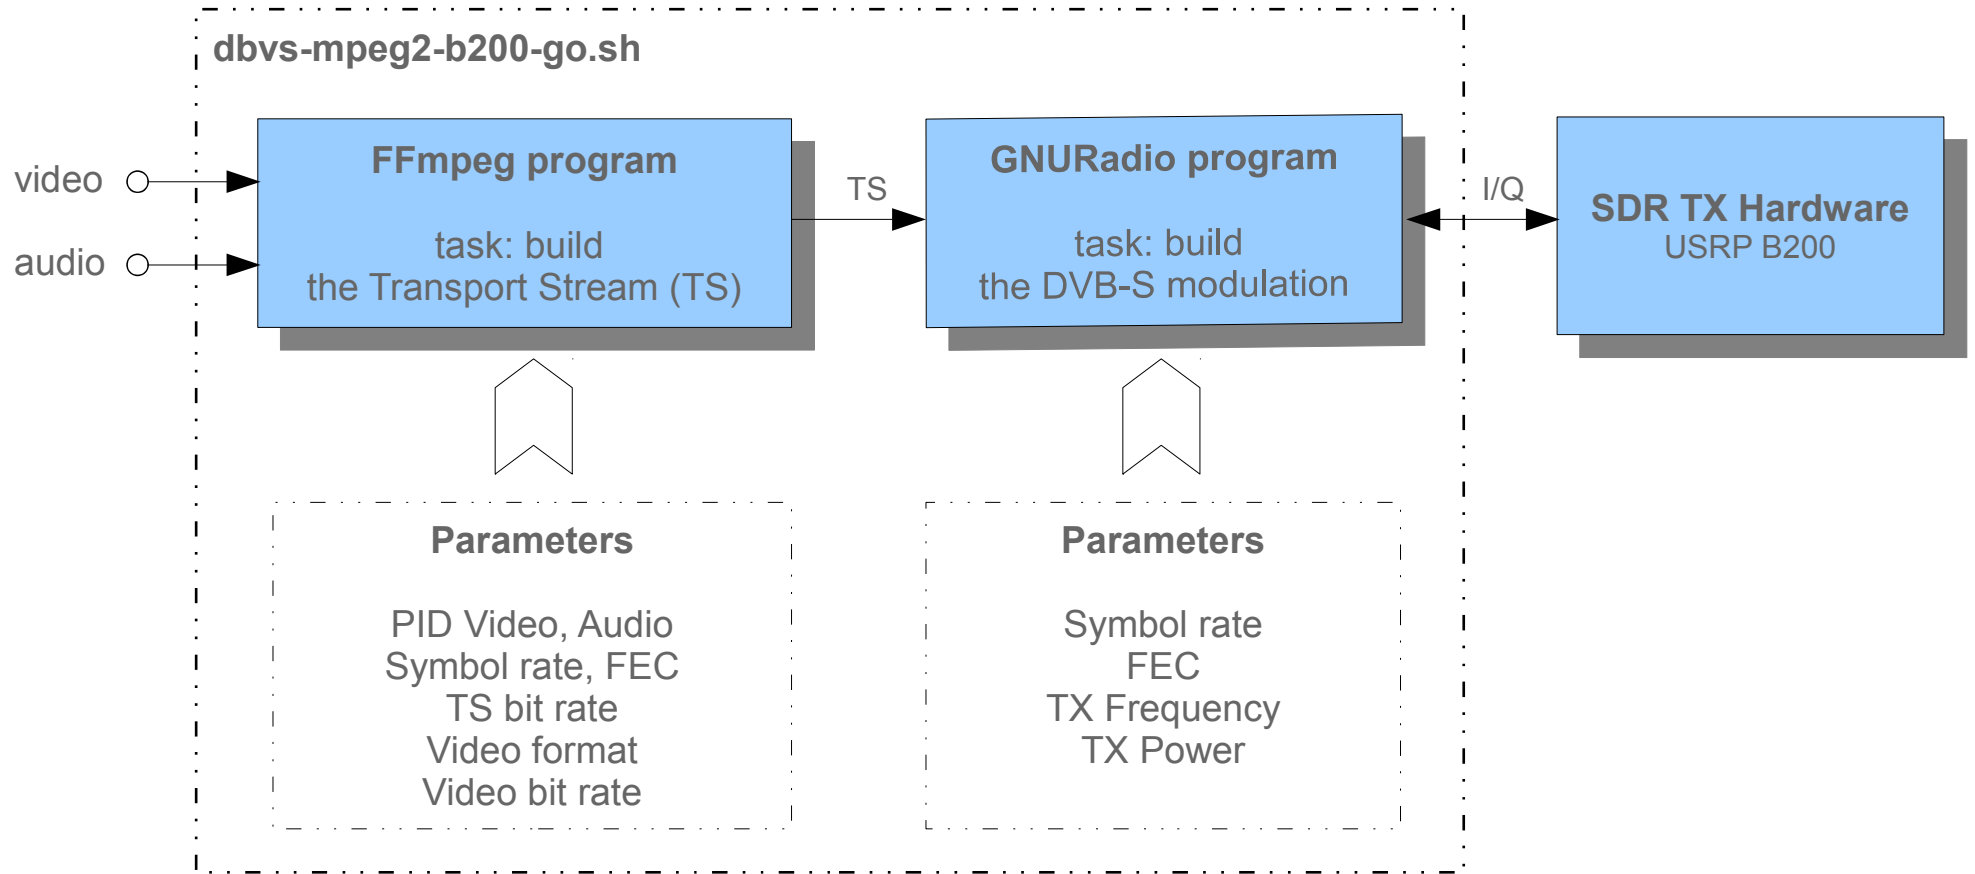 dbvs-mpeg2-b200-go.sh
video
audio
FFmpeg program
task: build
the Transport Stream (TS)
TS
GNURadio program
task: build
the DVB-S modulation
I/Q
SDR TX Hardware
USRP B200
Parameters
PID Video, Audio
Symbol rate, FEC
TS bit rate
Video format
Video bit rate
Parameters
Symbol rate
FEC
TX Frequency
TX Power